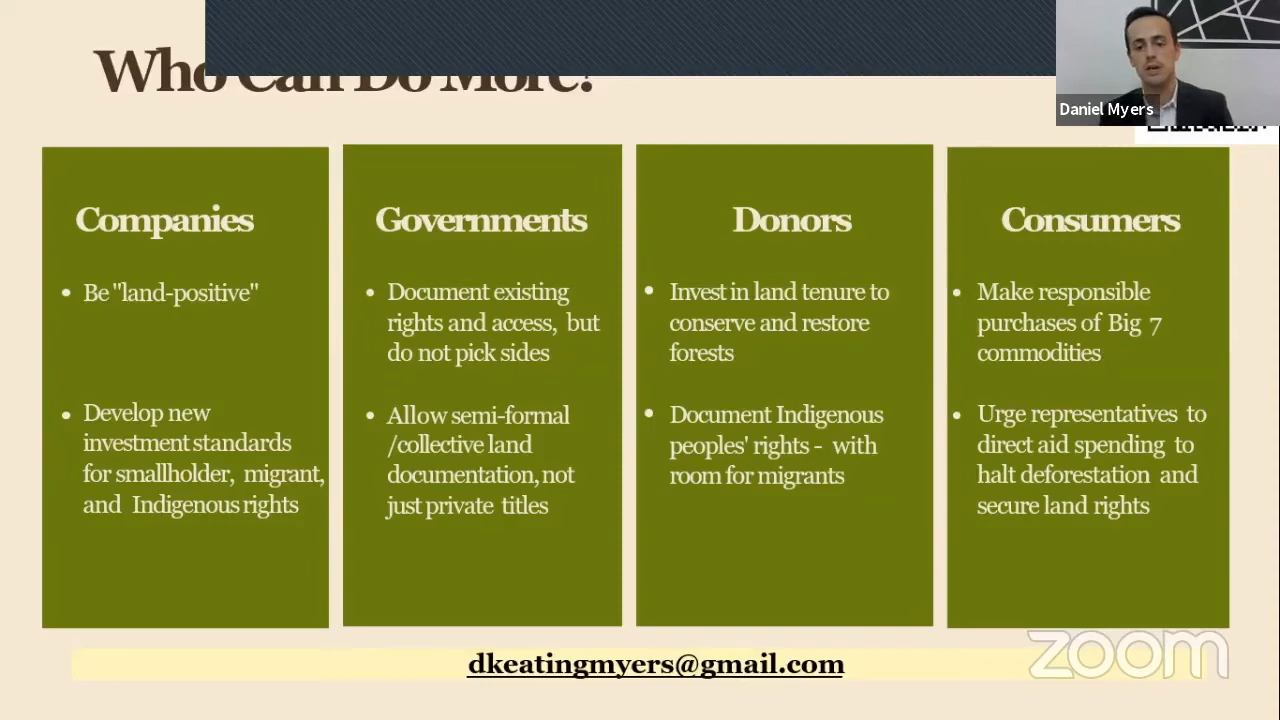 Who Can Do More?
Daniel Myers
Companies
Be "land-positive"
Develop new
investment standards
for smallholder, migrant,
and Indigenous rights
Governments
Document existing
rights and access, but
do not pick sides
Allow semi-formal
/collective land
documentation, not
just private titles
Donors
Invest in land tenure to
conserve and restore
forests
Document Indigenous
peoples' rights - with
room for migrants
Consumers
Make responsible
purchases of Big 7
commodities
Urge representatives to
direct aid spending to
halt deforestation and
secure land rights
dkeatingmyers@gmail.com
zoom